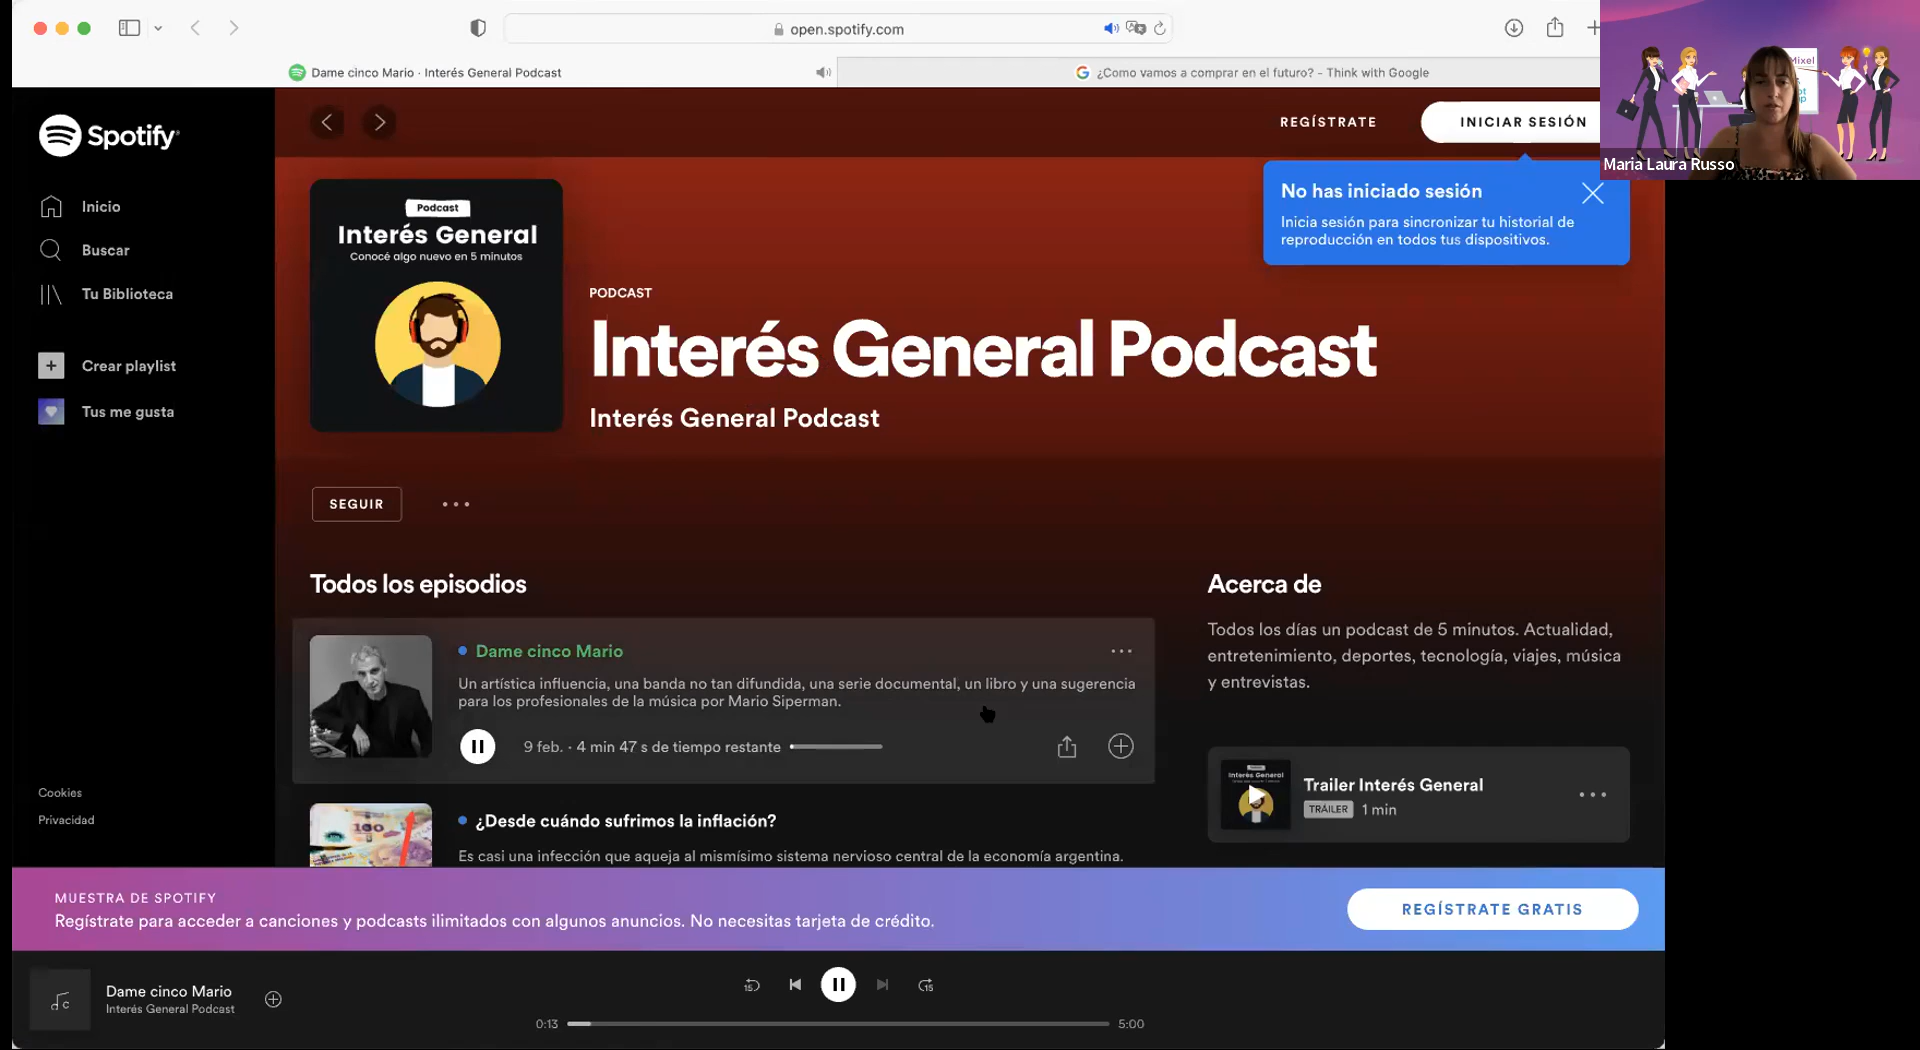 open.spotify.com
Dame cinco Mario · Interés General Podcast
¿Como vamos a comprar en el futuro? - Think with Google
Mixel
Maria Laura Russo
Spotify
Inicio
Buscar
Tu Biblioteca
Crear playlist
Tus me gusta
Cookies
Privacidad
REGÍSTRATE
INICIAR SESIÓN
No has iniciado sesión
Inicia sesión para sincronizar tu historial de
reproducción en todos tus dispositivos.
Podcast
Interés General
Conocé algo nuevo en 5 minutos
PODCAST
Interés General Podcast
Interés General Podcast
SEGUIR
Todos los episodios
Dame cinco Mario
Un artística influencia, una banda no tan difundida, una serie documental, un libro y una sugerencia
para los profesionales de la música por Mario Siperman.
9 feb. · 4 min 47 s de tiempo restante
¿Desde cuándo sufrimos la inflación?
Es casi una infección que aqueja al mismísimo sistema nervioso central de la economía argentina.
100
Acerca de
Todos los días un podcast de 5 minutos. Actualidad,
entretenimiento, deportes, tecnología, viajes, música
y entrevistas.
Interés General
Trailer Interés General
TRÁILER 1 min
MUESTRA DE SPOTIFY
Regístrate para acceder a canciones y podcasts ilimitados con algunos anuncios. No necesitas tarjeta de crédito.
REGÍSTRATE GRATIS
Dame cinco Mario
Interés General Podcast
15
15
0:13
5:00